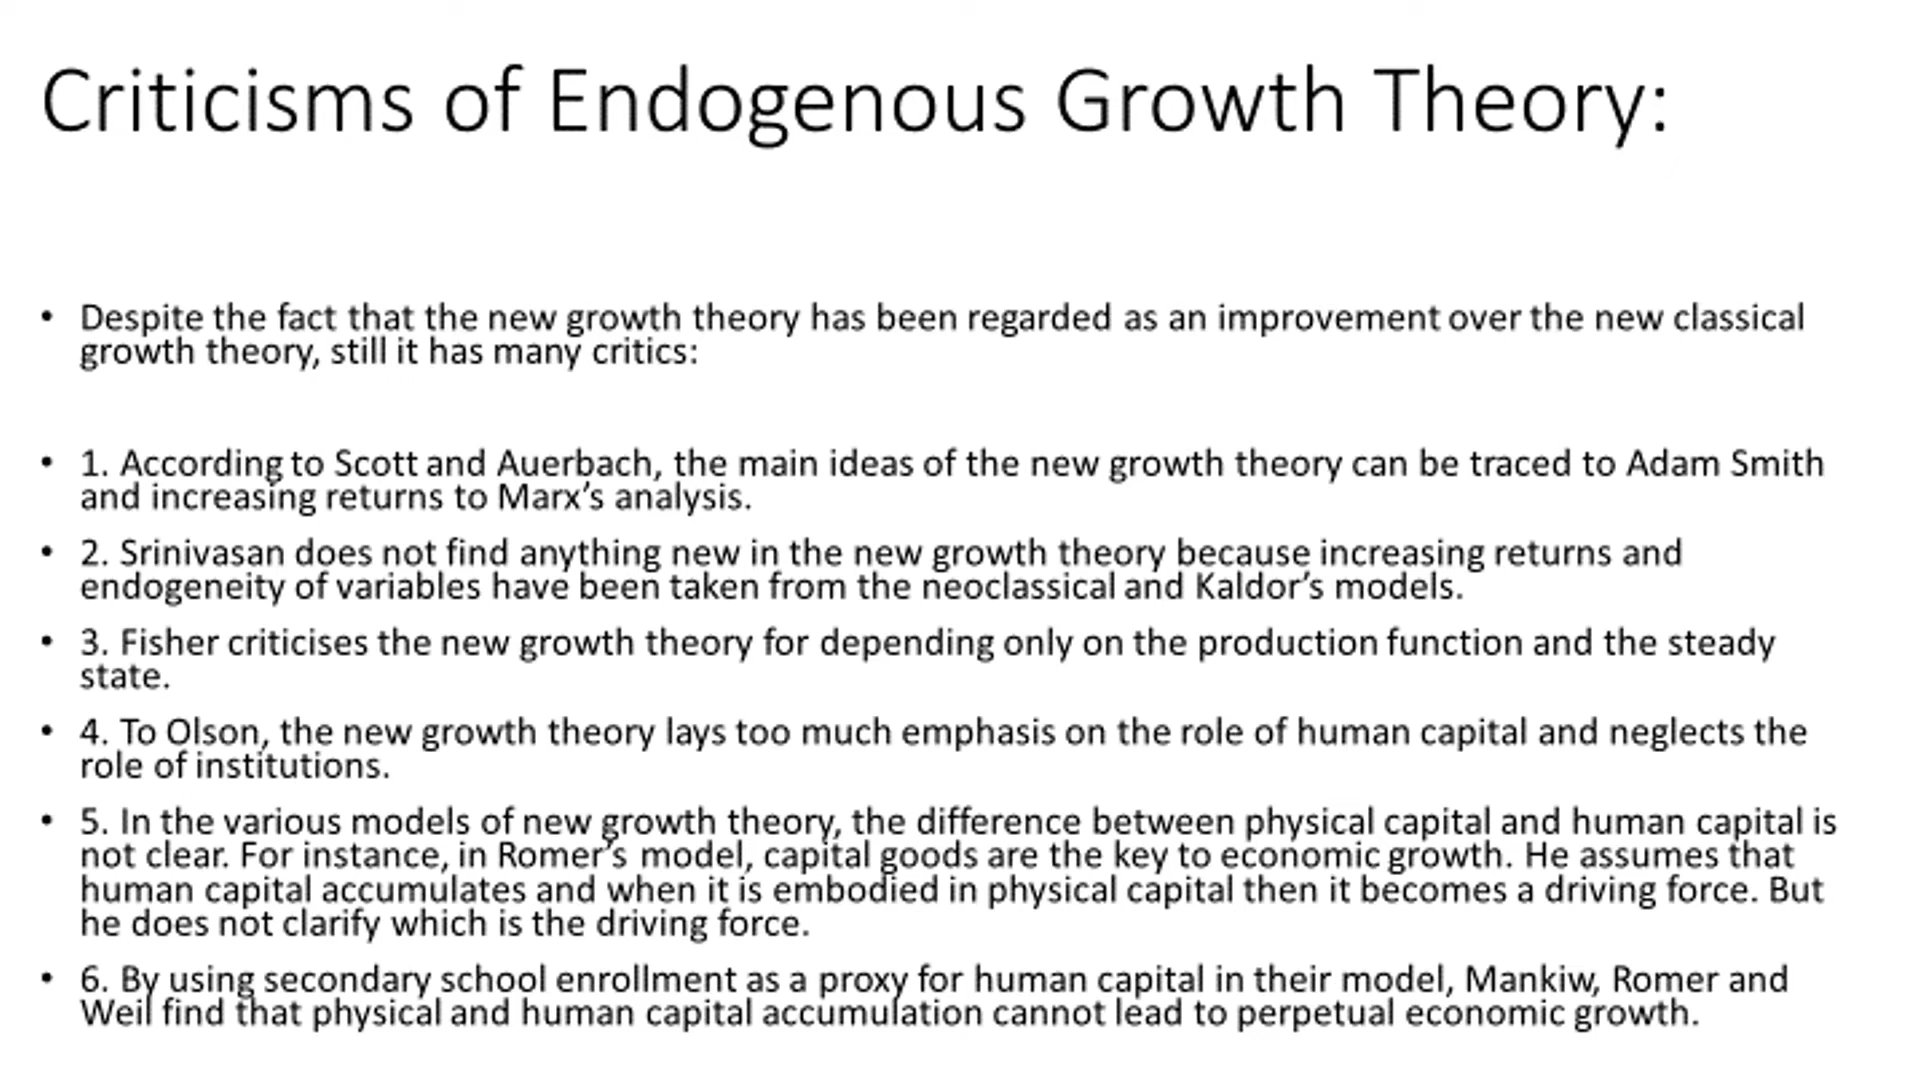 Criticisms of Endogenous Growth Theory:
• Despite the fact that the new growth theory has been regarded as an improvement over the new classical
growth theory, still it has many critics:
• 1. According to Scott and Auerbach, the main ideas of the new growth theory can be traced to Adam Smith
and increasing returns to Marx’s analysis.
• 2. Srinivasan does not find anything new in the new growth theory because increasing returns and
endogeneity of variables have been taken from the neoclassical and Kaldor’s models.
• 3. Fisher criticises the new growth theory for depending only on the production function and the steady
state.
• 4. To Olson, the new growth theory lays too much emphasis on the role of human capital and neglects the
role of institutions.
• 5. In the various models of new growth theory, the difference between physical capital and human capital is
not clear. For instance, in Romer’s model, capital goods are the key to economic growth. He assumes that
human capital accumulates and when it is embodied in physical capital then it becomes a driving force. But
he does not clarify which is the driving force.
• 6. By using secondary school enrollment as a proxy for human capital in their model, Mankiw, Romer and
Weil find that physical and human capital accumulation cannot lead to perpetual economic growth.